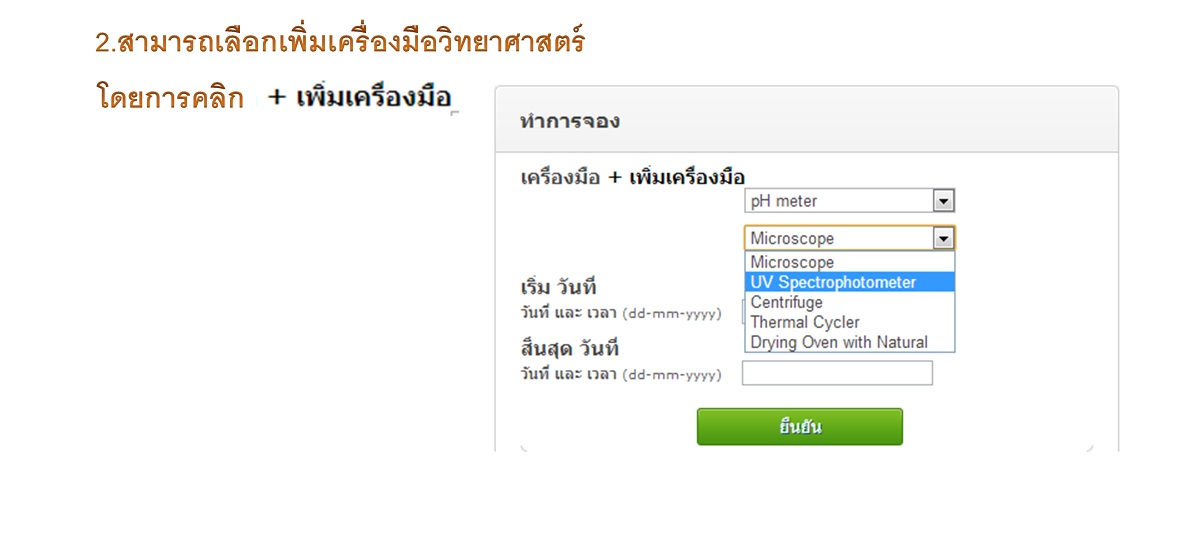 2.สามารถเลือกเพิ่มเครื่องมือวิทยาศาสตร์
โดยการคลิก + เพิ่มเครื่องมือ
ทำการจอง
เครื่องมือ + เพิ่มเครื่องมือ
pH meter
Microscope
Microscope
UV Spectrophotometer
Centrifuge
Thermal Cycler
Drying Oven with Natural
เริ่ม วันที่
วันที่ และ เวลา (dd-mm-yyyy)
สิ้นสุด วันที่
วันที่ และ เวลา (dd-mm-yyyy)
ยืนยัน